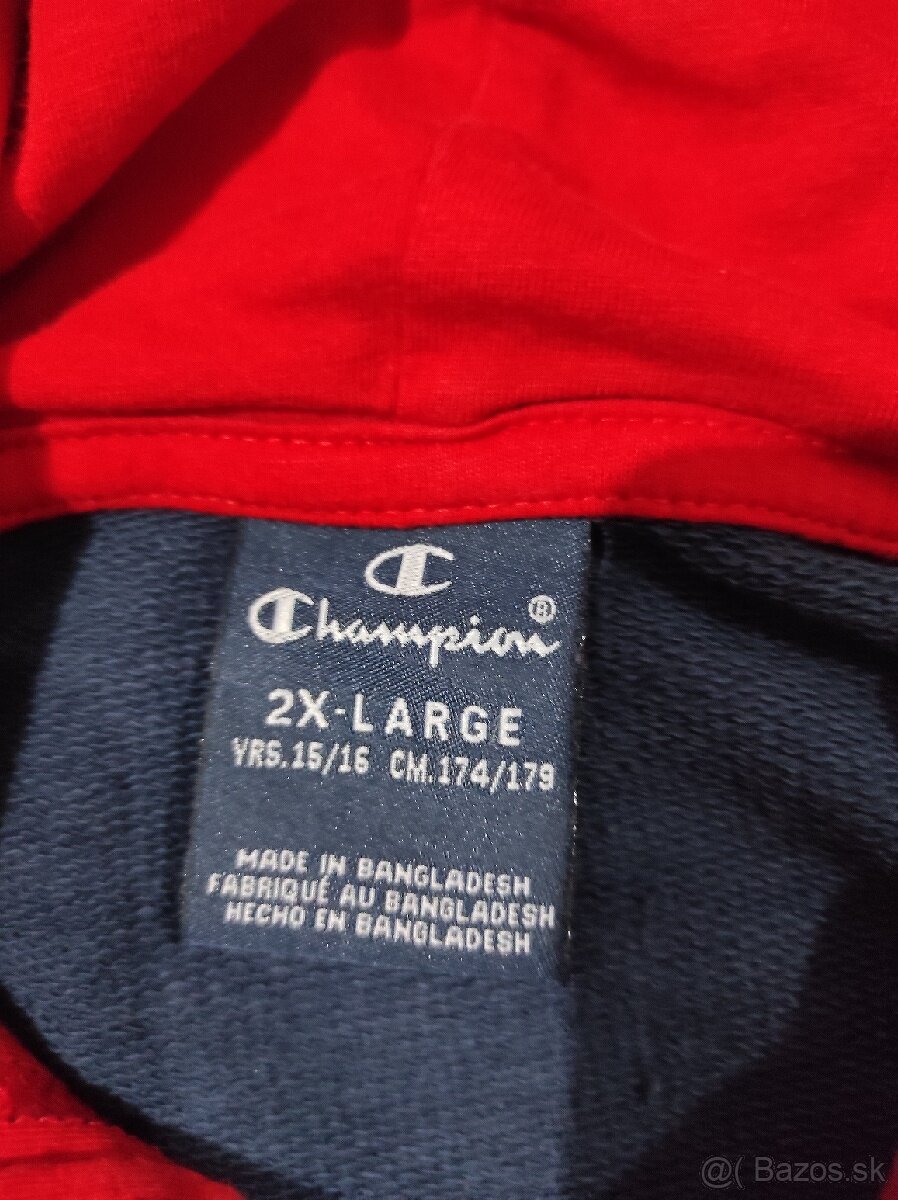 Champion®
2X-LARGE
YRS.15/16 CM.174/179
MADE IN BANGLADESH
FABRIQUÉ AU BANGLADESH
HECHO EN BANGLADESH
@( Bazos.sk